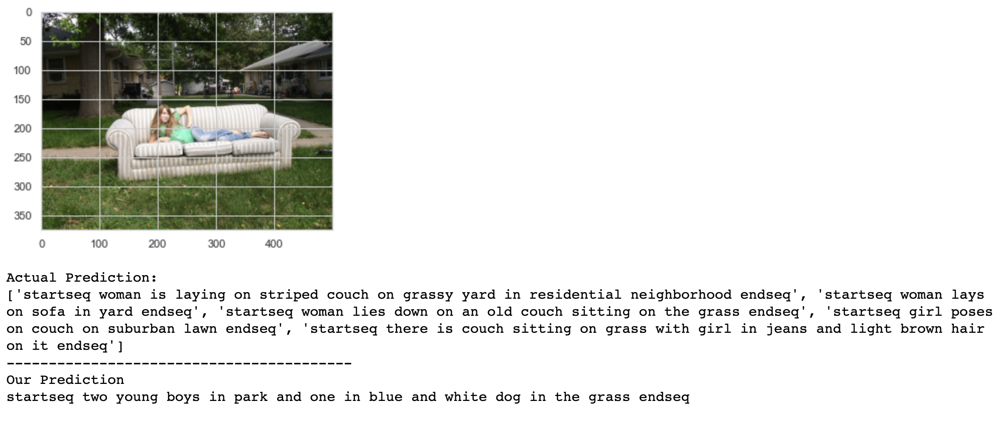 0
50
100
150
200
250
300
350
0 100 200 300 400
Actual Prediction:
['startseq woman is laying on striped couch on grassy yard in residential neighborhood endseq', 'startseq woman lays
on sofa in yard endseq', 'startseq woman lies down on an old couch sitting on the grass endseq', 'startseq girl poses
on couch on suburban lawn endseq', 'startseq there is couch sitting on grass with girl in jeans and light brown hair
on it endseq']
-----------------------------------------
Our Prediction
startseq two young boys in park and one in blue and white dog in the grass endseq